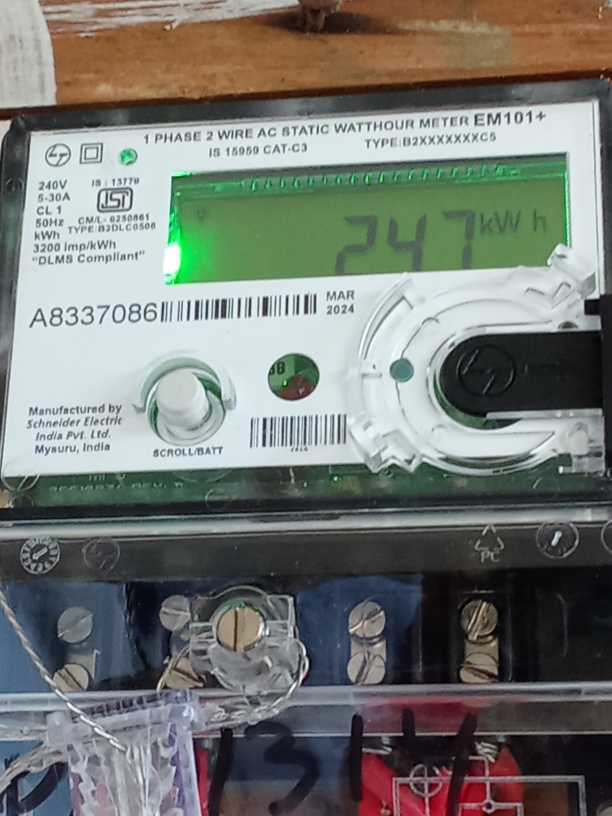 1 PHASE 2 WIRE AC STATIC WATTHOUR METER EM101+
IS 15959 CAT-C3 TYPE:B2XXXXXXXC5
240V
5-30A
CL 1
50Hz
kWh
3200 imp/kWh
"DLMS Compliant"
IS : 13779
ISI
CM/L- 6250861
TYPE:B2DLC0506
247 kW h
A8337086
MAR
2024
Manufactured by
Schneider Electric
India Pvt. Ltd.
Mysuru, India
SCROLL/BATT
PC